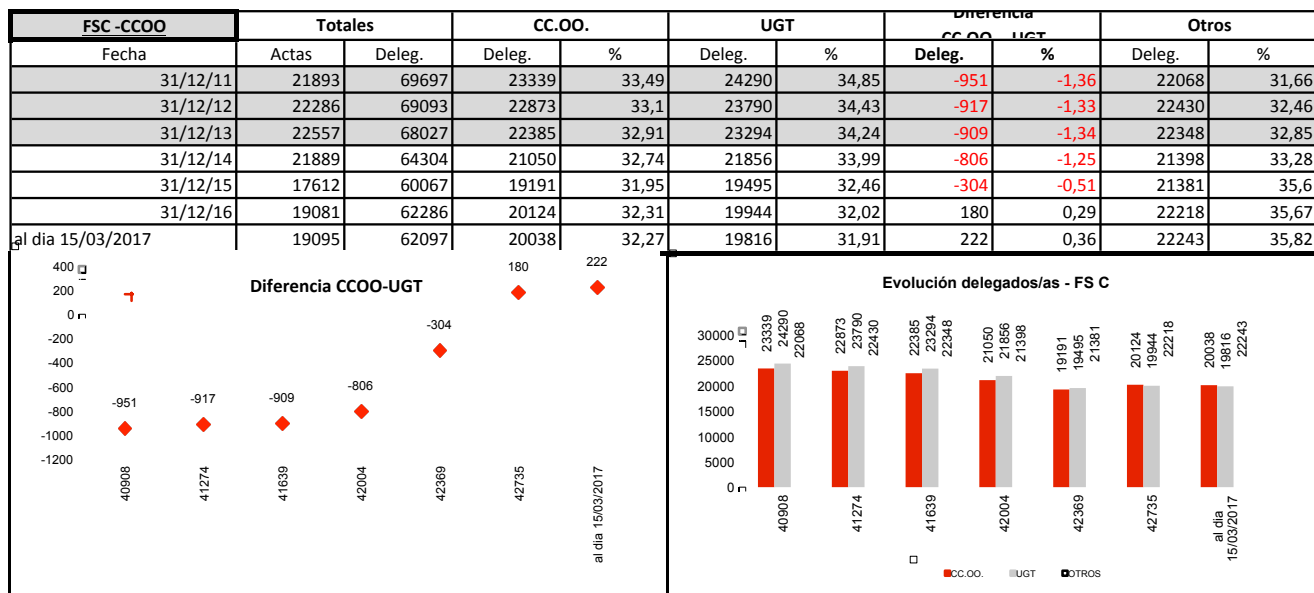 FSC -CCOO Totales CC.OO. UGT Diferencia CC.OO. UGT Otros
Fecha Actas Deleg. Deleg. % Deleg. % Deleg. % Deleg. %
31/12/11 21893 69697 23339 33,49 24290 34,85 -951 -1,36 22068 31,66
31/12/12 22286 69093 22873 33,1 23790 34,43 -917 -1,33 22430 32,46
31/12/13 22557 68027 22385 32,91 23294 34,24 -909 -1,34 22348 32,85
31/12/14 21889 64304 21050 32,74 21856 33,99 -806 -1,25 21398 33,28
31/12/15 17612 60067 19191 31,95 19495 32,46 -304 -0,51 21381 35,6
31/12/16 19081 62286 20124 32,31 19944 32,02 180 0,29 22218 35,67
al dia 15/03/2017 19095 62097 20038 32,27 19816 31,91 222 0,36 22243 35,82
Diferencia CCOO-UGT
400
200
0
-200
-400
-600
-800
-1000
-1200
-951 -917 -909 -806 -304 180 222
40908 41274 41639 42004 42369 42735 al dia 15/03/2017
Evolución delegados/as - FS C
23339 24290 22068
22873 23790 22430
22385 23294 22348
21050 21856 21398
19191 19495 21381
20124 19944 22218
20038 19816 22243
30000
25000
20000
15000
10000
5000
0
40908 41274 41639 42004 42369 42735 al dia
15/03/2017
CC.OO. UGT OTROS